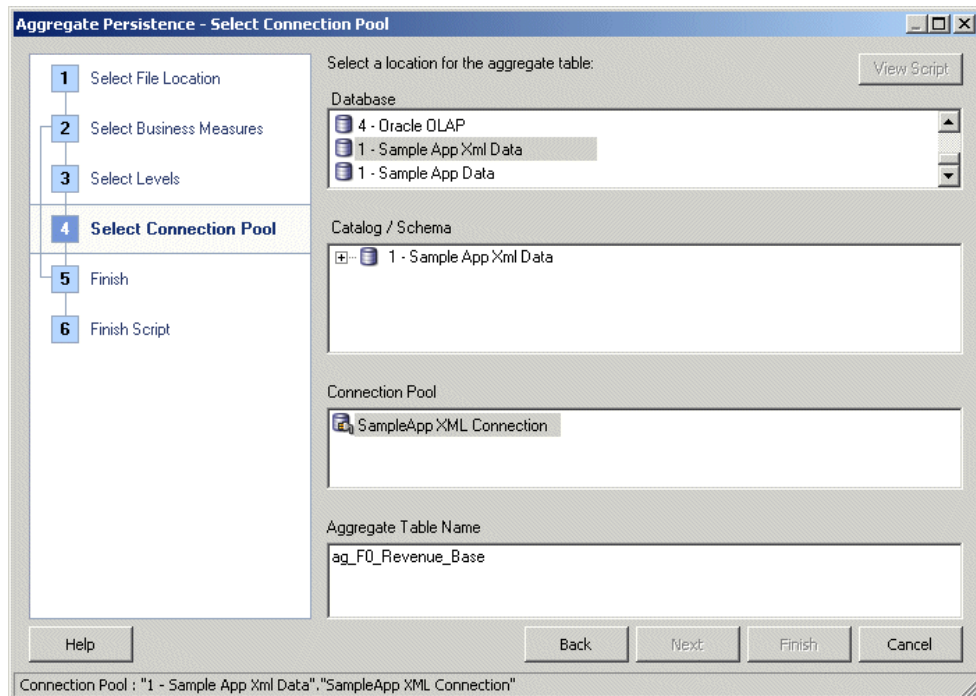 Aggregate Persistence - Select Connection Pool
1 Select File Location
2 Select Business Measures
3 Select Levels
4 Select Connection Pool
5 Finish
6 Finish Script
Select a location for the aggregate table:
View Script
Database
4 - Oracle OLAP
1 - Sample App Xml Data
1 - Sample App Data
Catalog / Schema
1 - Sample App Xml Data
Connection Pool
SampleApp XML Connection
Aggregate Table Name
ag_F0_Revenue_Base
Help
Back
Next
Finish
Cancel
Connection Pool : "1 - Sample App Xml Data"."SampleApp XML Connection"